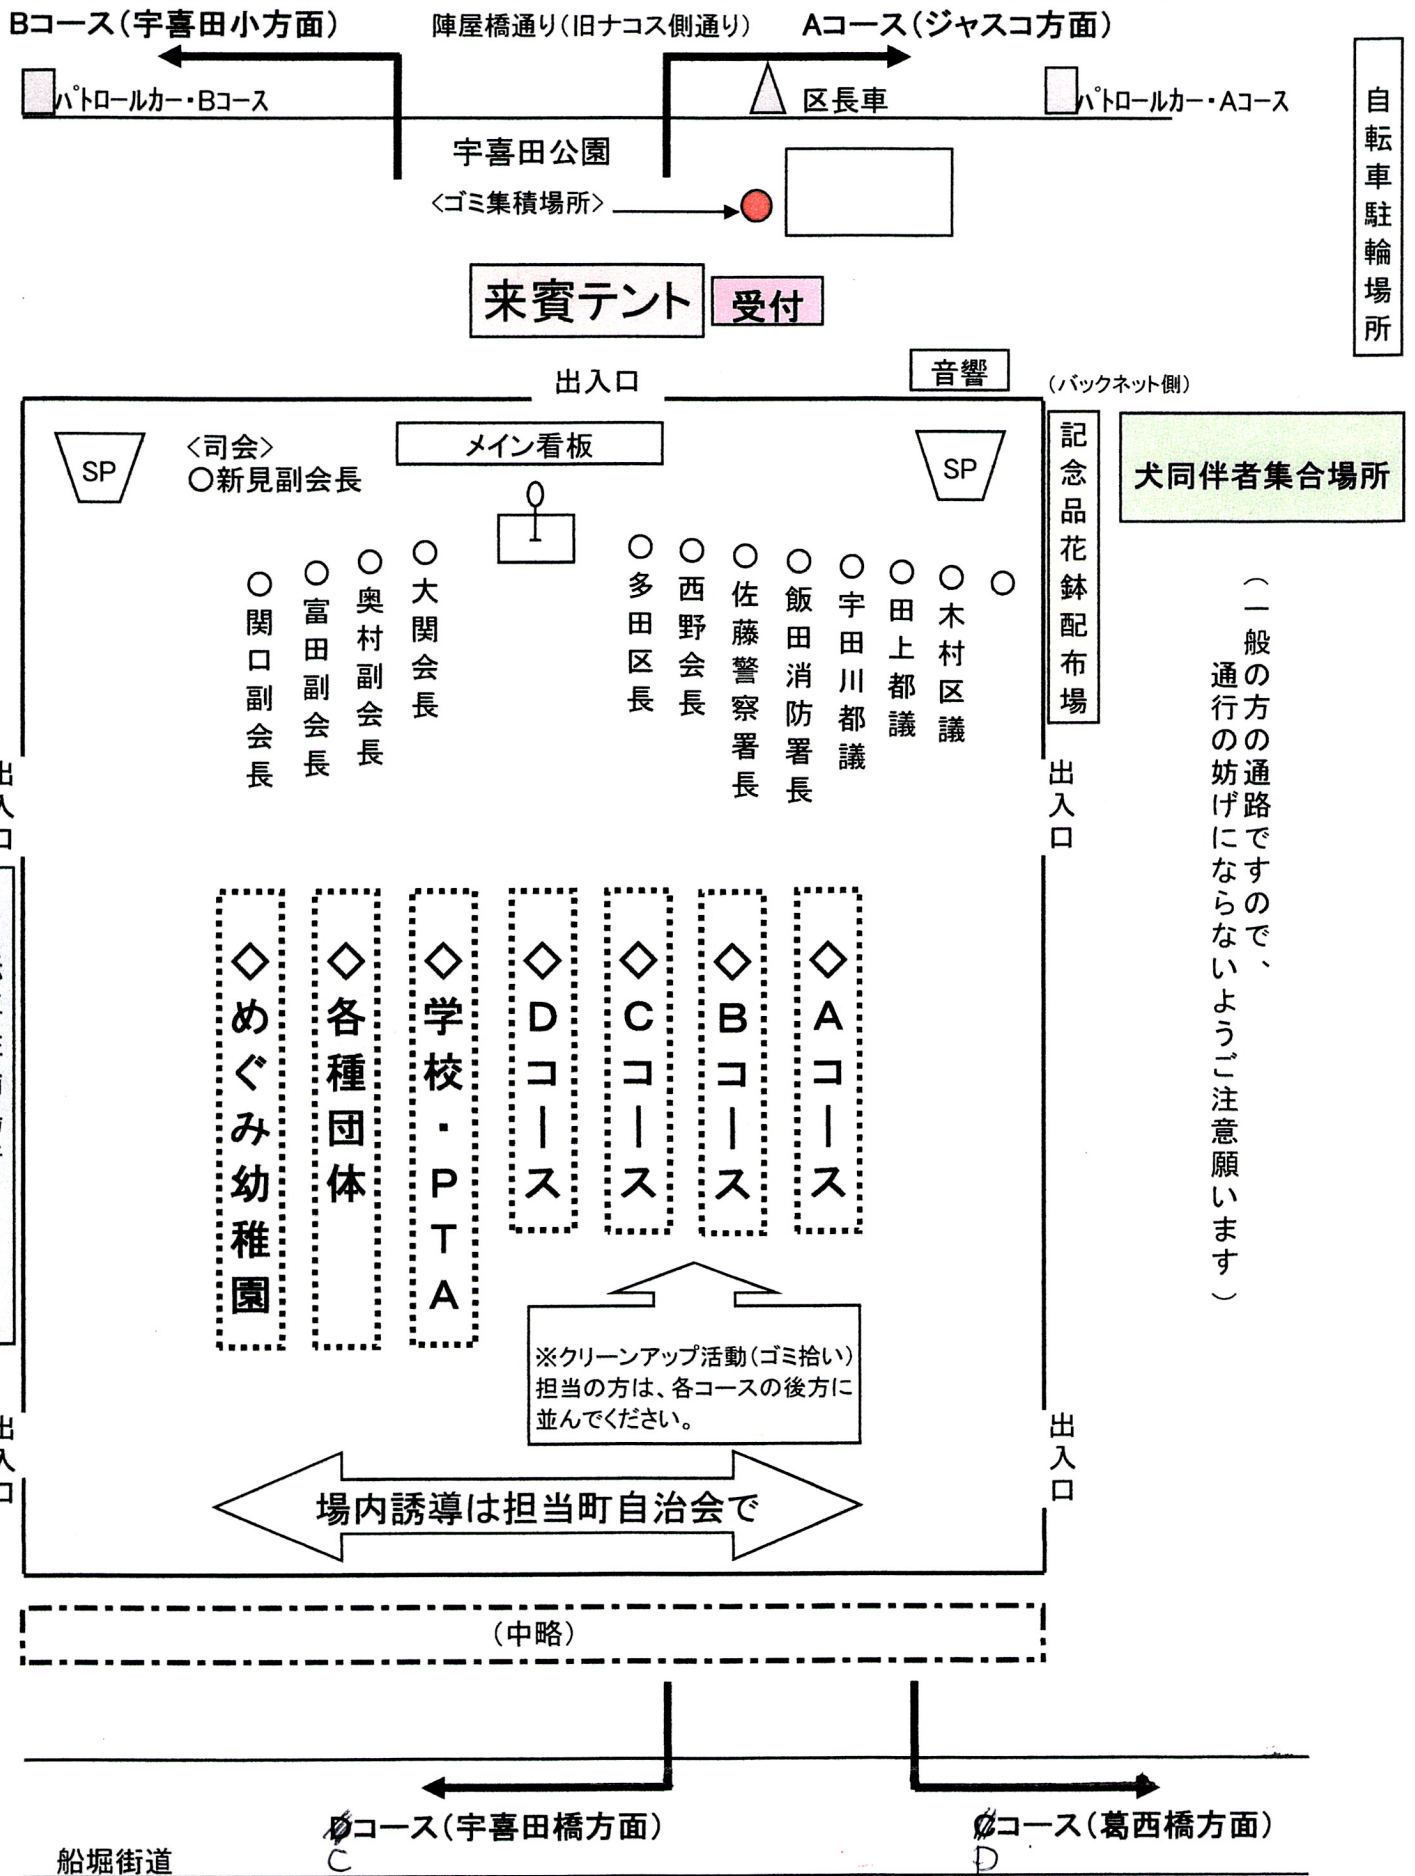 Bコース(宇喜田小方面)
陣屋橋通り(旧ナコス側通り)
Aコース(ジャスコ方面)
パトロールカー・Bコース
区長車
パトロールカー・Aコース
自転車駐輪場所
宇喜田公園
<ゴミ集積場所>
来賓テント
受付
出入口
音響
(バックネット側)
SP
<司会>
○新見副会長
メイン看板
SP
記念品花鉢配布場
犬同伴者集合場所
○関口副会長
○富田副会長
○奥村副会長
○大関会長
○多田区長
○西野会長
○佐藤警察署長
○飯田消防署長
○宇田川都議
○田上都議
○木村区議
○
(一般の方の通路ですので、
通行の妨げにならないようご注意願います)
出入口
出入口
◇めぐみ幼稚園
◇各種団体
◇学校・PTA
◇Dコース
◇Cコース
◇Bコース
◇Aコース
※クリーンアップ活動(ゴミ拾い)
担当の方は、各コースの後方に
並んでください。
出入口
出入口
場内誘導は担当町自治会で
(中略)
Dコース(宇喜田橋方面)
C
Cコース(葛西橋方面)
D
船堀街道